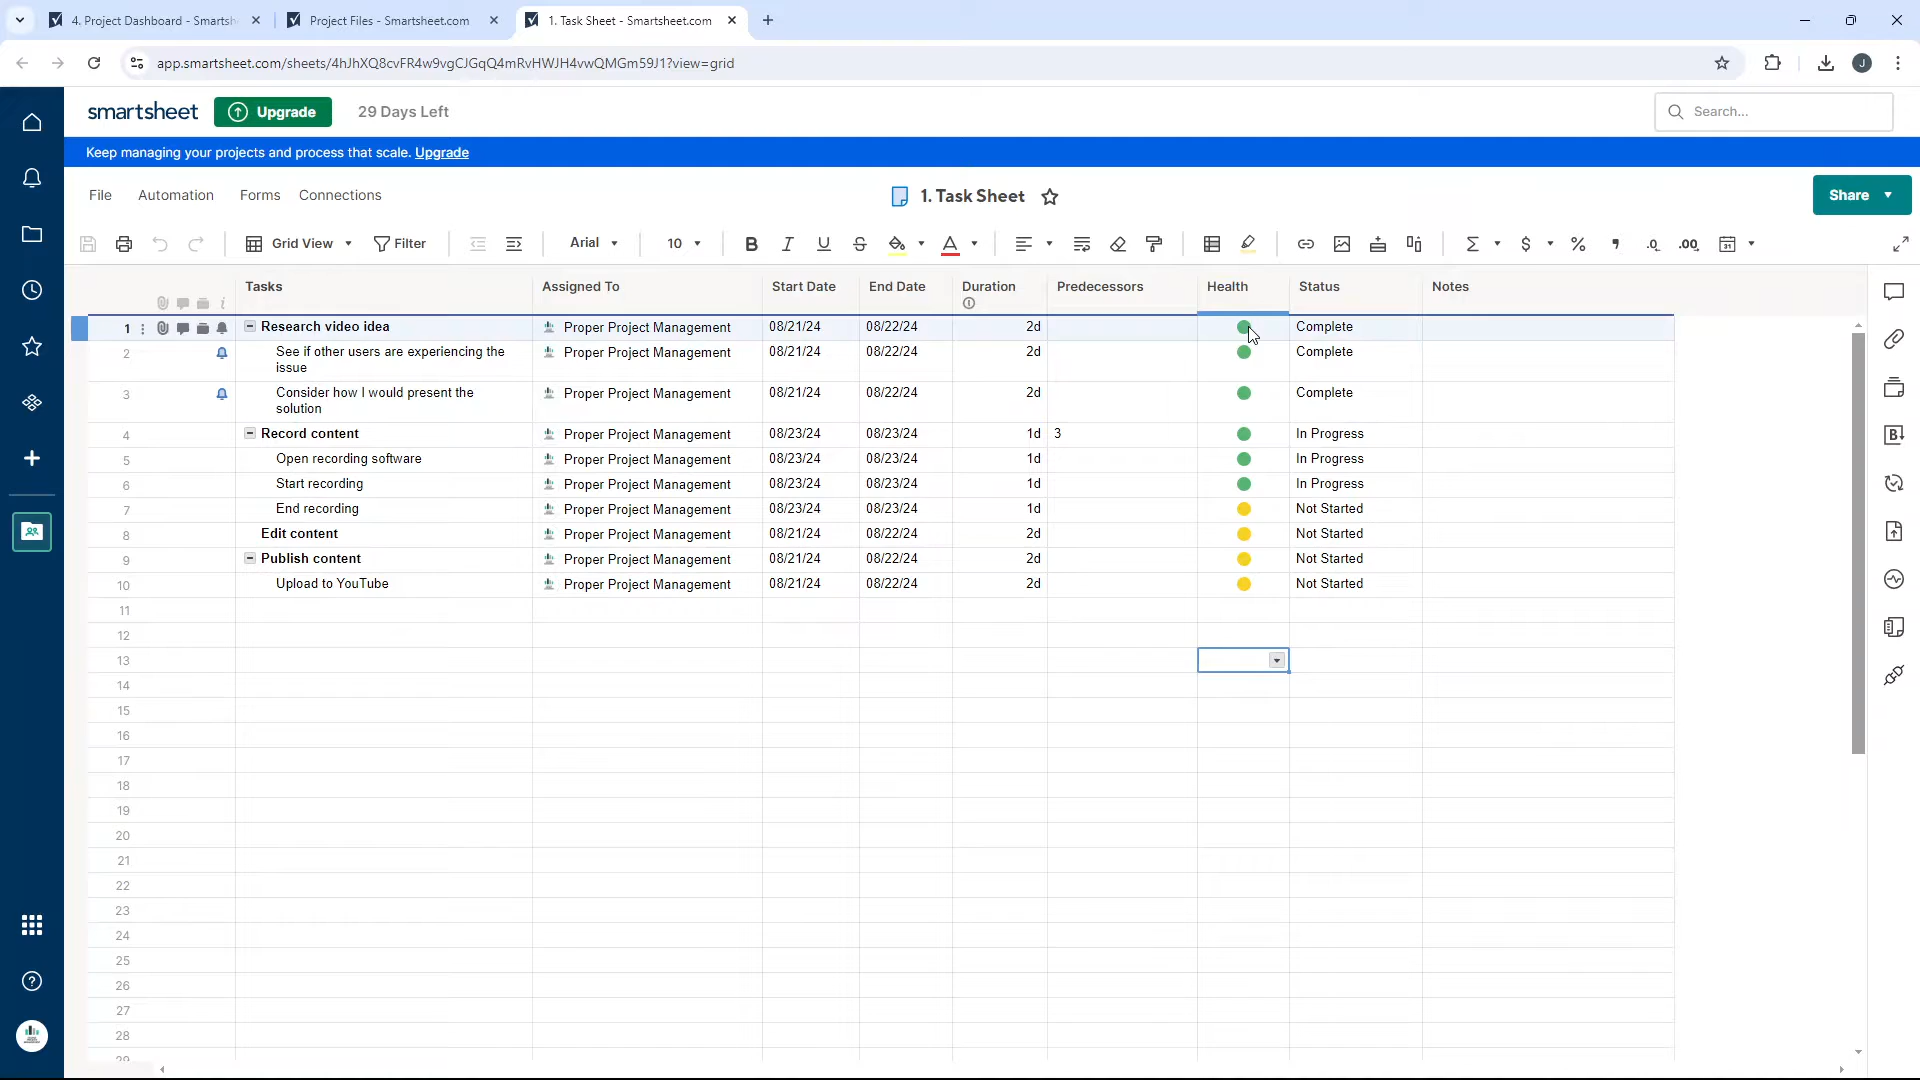 4. Project Dashboard - Smartsh
Project Files - Smartsheet.com
1. Task Sheet - Smartsheet.com
app.smartsheet.com/sheets/4hJhXQ8cvFR4w9vgCJGqQ4mRvHWJH4vwQMGm59J1?view=grid
J
smartsheet
Upgrade
29 Days Left
Search...
Keep managing your projects and process that scale. Upgrade
File
Automation
Forms
Connections
1. Task Sheet
Share
Grid View
Filter
Arial
10
Tasks
Assigned To
Start Date
End Date
Duration
Predecessors
Health
Status
Notes
1 Research video idea Proper Project Management 08/21/24 08/22/24 2d Complete
2 See if other users are experiencing the Proper Project Management 08/21/24 08/22/24 2d Complete
issue
3 Consider how I would present the Proper Project Management 08/21/24 08/22/24 2d Complete
solution
4 Record content Proper Project Management 08/23/24 08/23/24 1d 3 In Progress
5 Open recording software Proper Project Management 08/23/24 08/23/24 1d In Progress
6 Start recording Proper Project Management 08/23/24 08/23/24 1d In Progress
7 End recording Proper Project Management 08/23/24 08/23/24 1d Not Started
8 Edit content Proper Project Management 08/21/24 08/22/24 2d Not Started
9 Publish content Proper Project Management 08/21/24 08/22/24 2d Not Started
10 Upload to YouTube Proper Project Management 08/21/24 08/22/24 2d Not Started
11
12
13
14
15
16
17
18
19
20
21
22
23
24
25
26
27
28
29